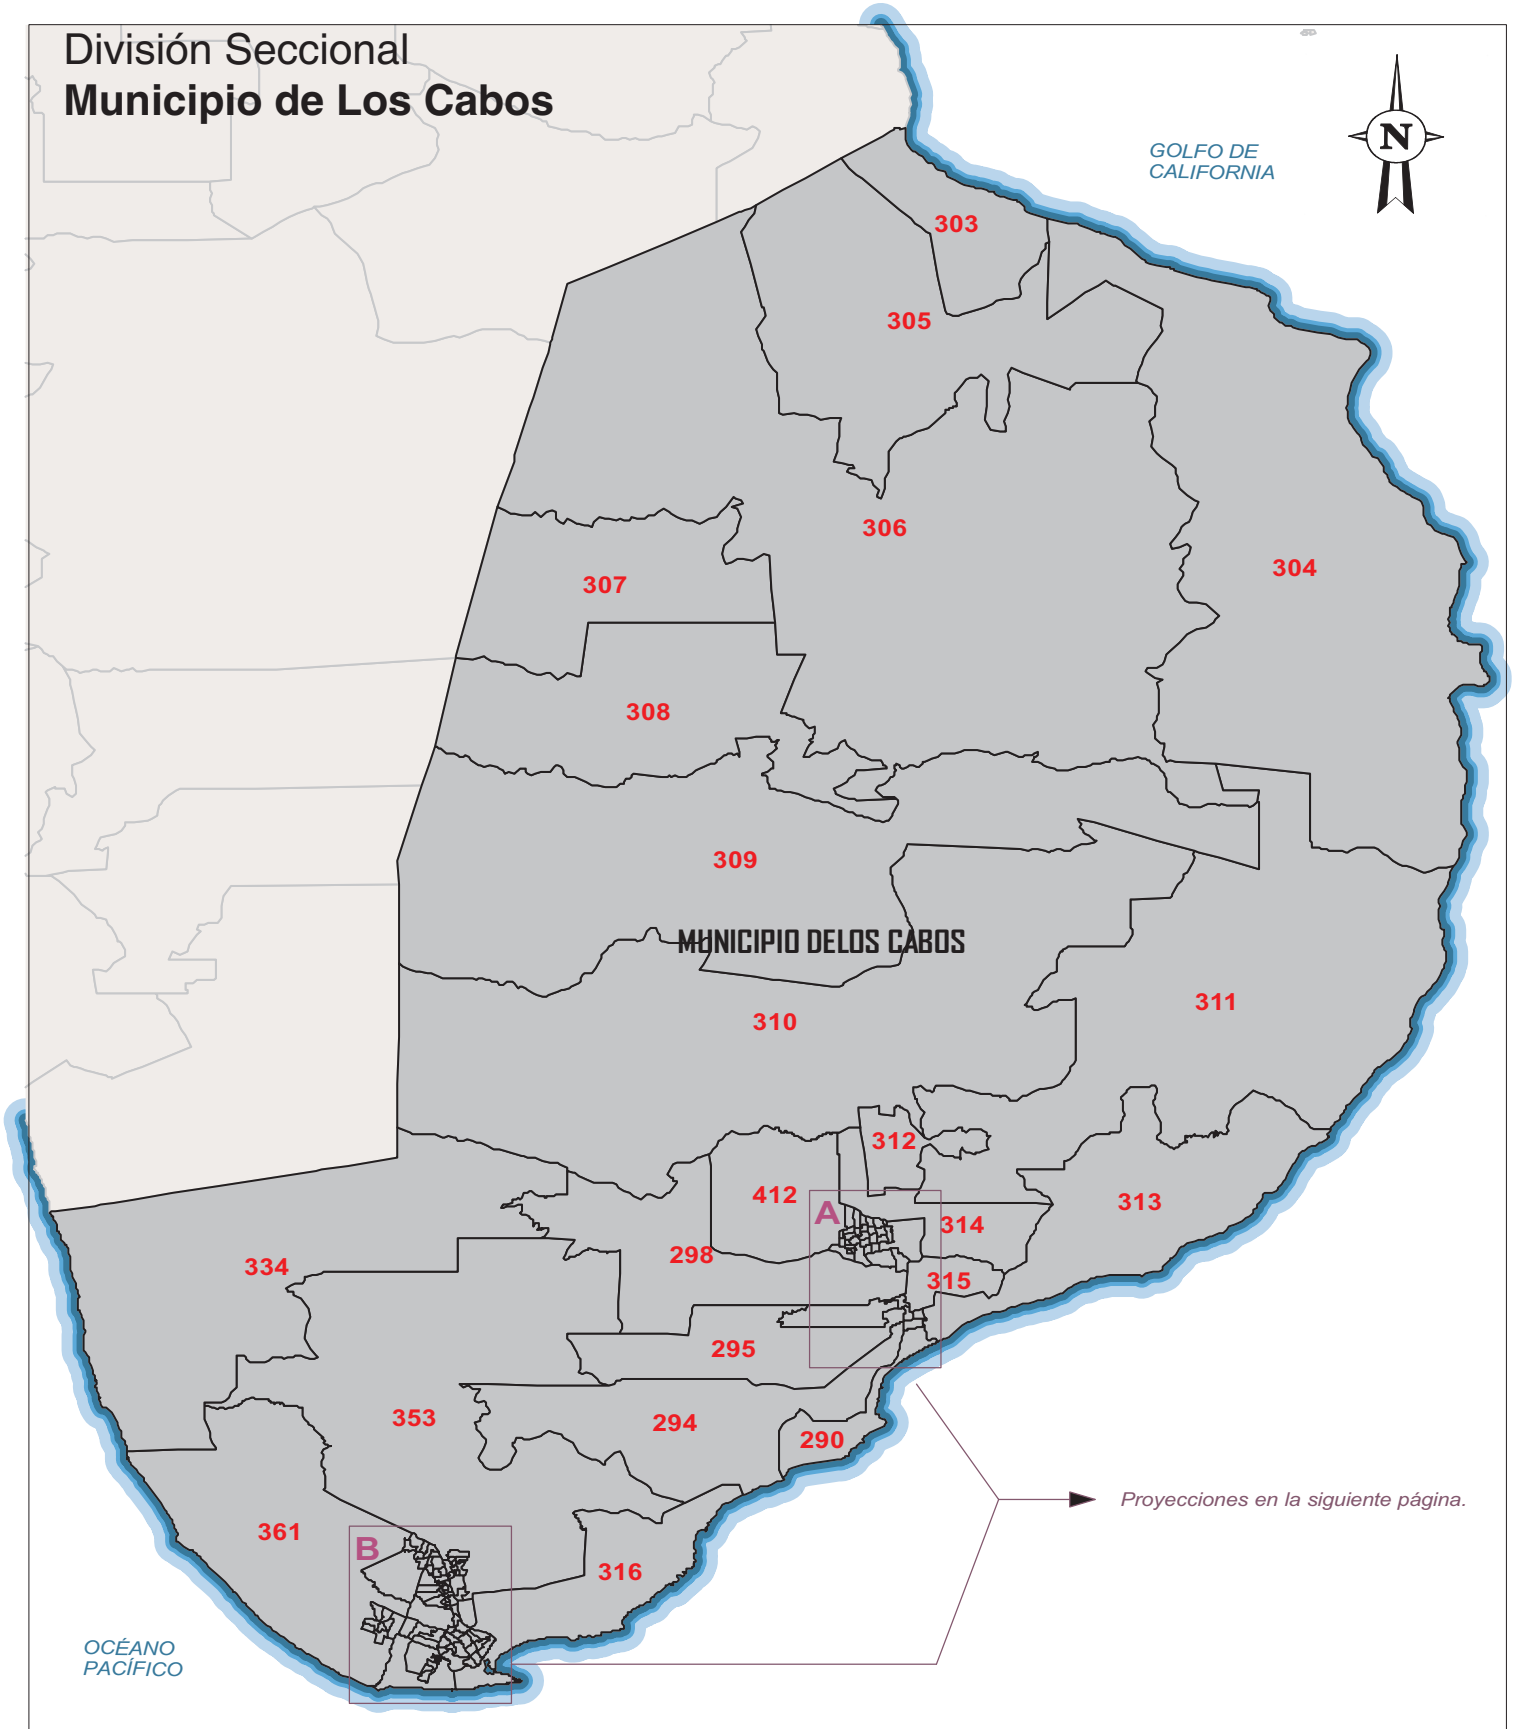 División Seccional
Municipio de Los Cabos
N
GOLFO DE
CALIFORNIA
303
305
306
304
307
308
309
MUNICIPIO DELOS CABOS
310
311
312
412
A
313
314
298
334
315
295
353
294
290
Proyecciones en la siguiente página.
361
B
316
OCÉANO
PACÍFICO